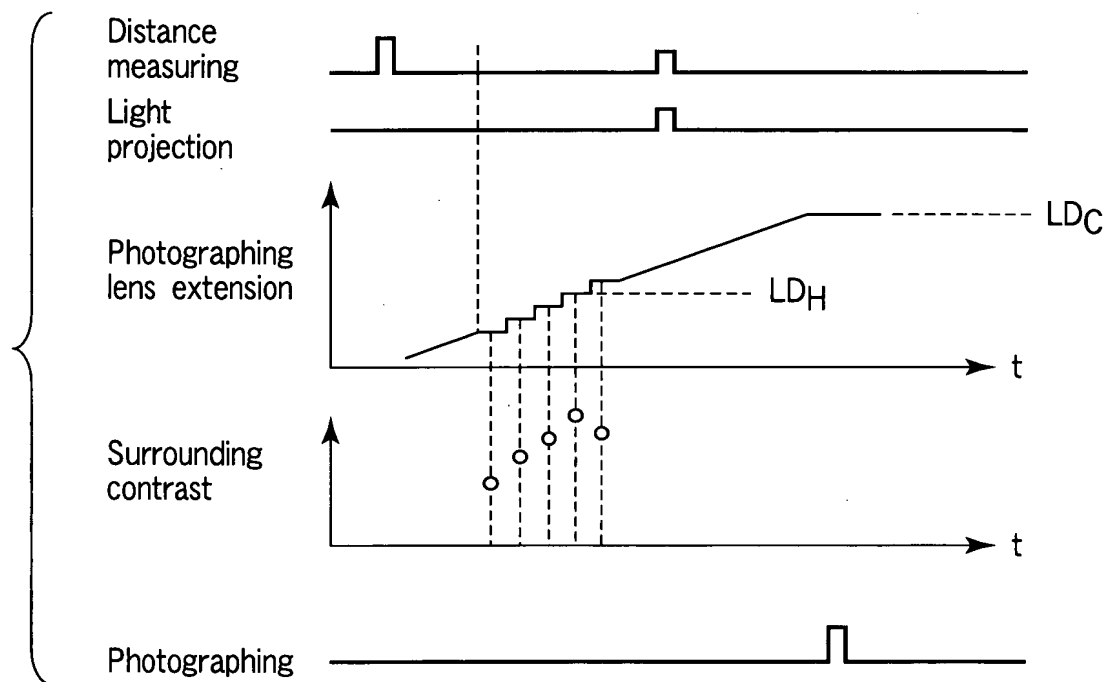 Distance
measuring
Light
projection
Photographing
lens extension
LDC
LDH
t
Surrounding
contrast
t
Photographing